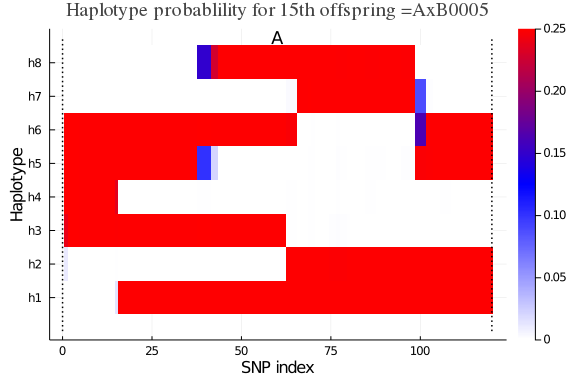 Haplotype probablility for 15th offspring =AxB0005
A
h8
h7
h6
h5
h4
h3
h2
h1
Haplotype
0
25
50
75
100
SNP index
0.25
0.20
0.15
0.10
0.05
0